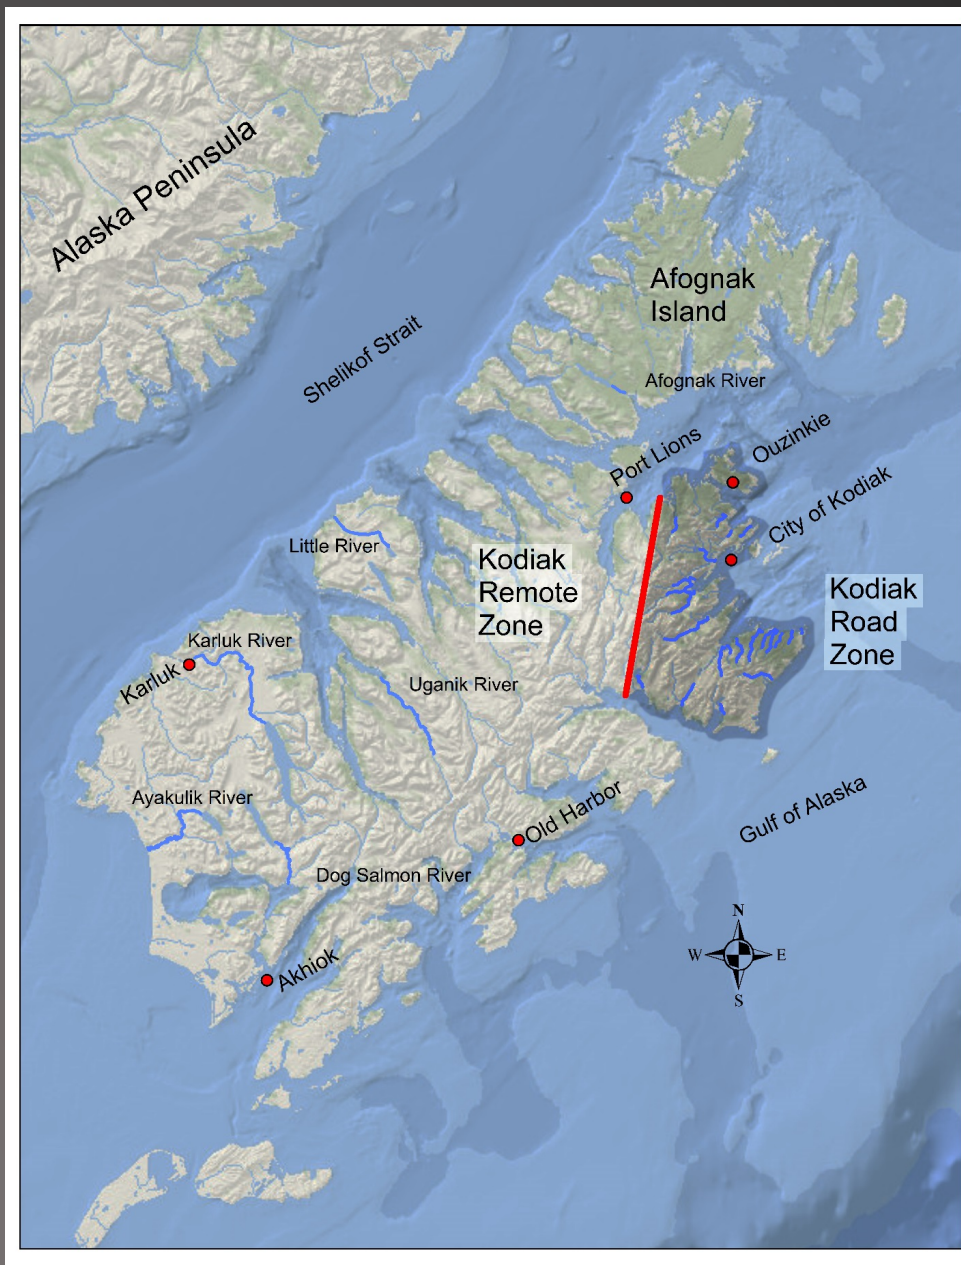 Alaska Peninsula
Shelikof Strait
Afognak
Island
Afognak River
Port Lions
Ouzinkie
City of Kodiak
Little River
Kodiak
Remote
Zone
Kodiak
Road
Zone
Karluk River
Karluk
Uganik River
Ayakulik River
Old Harbor
Gulf of Alaska
Dog Salmon River
Akhiok
N
W
E
S